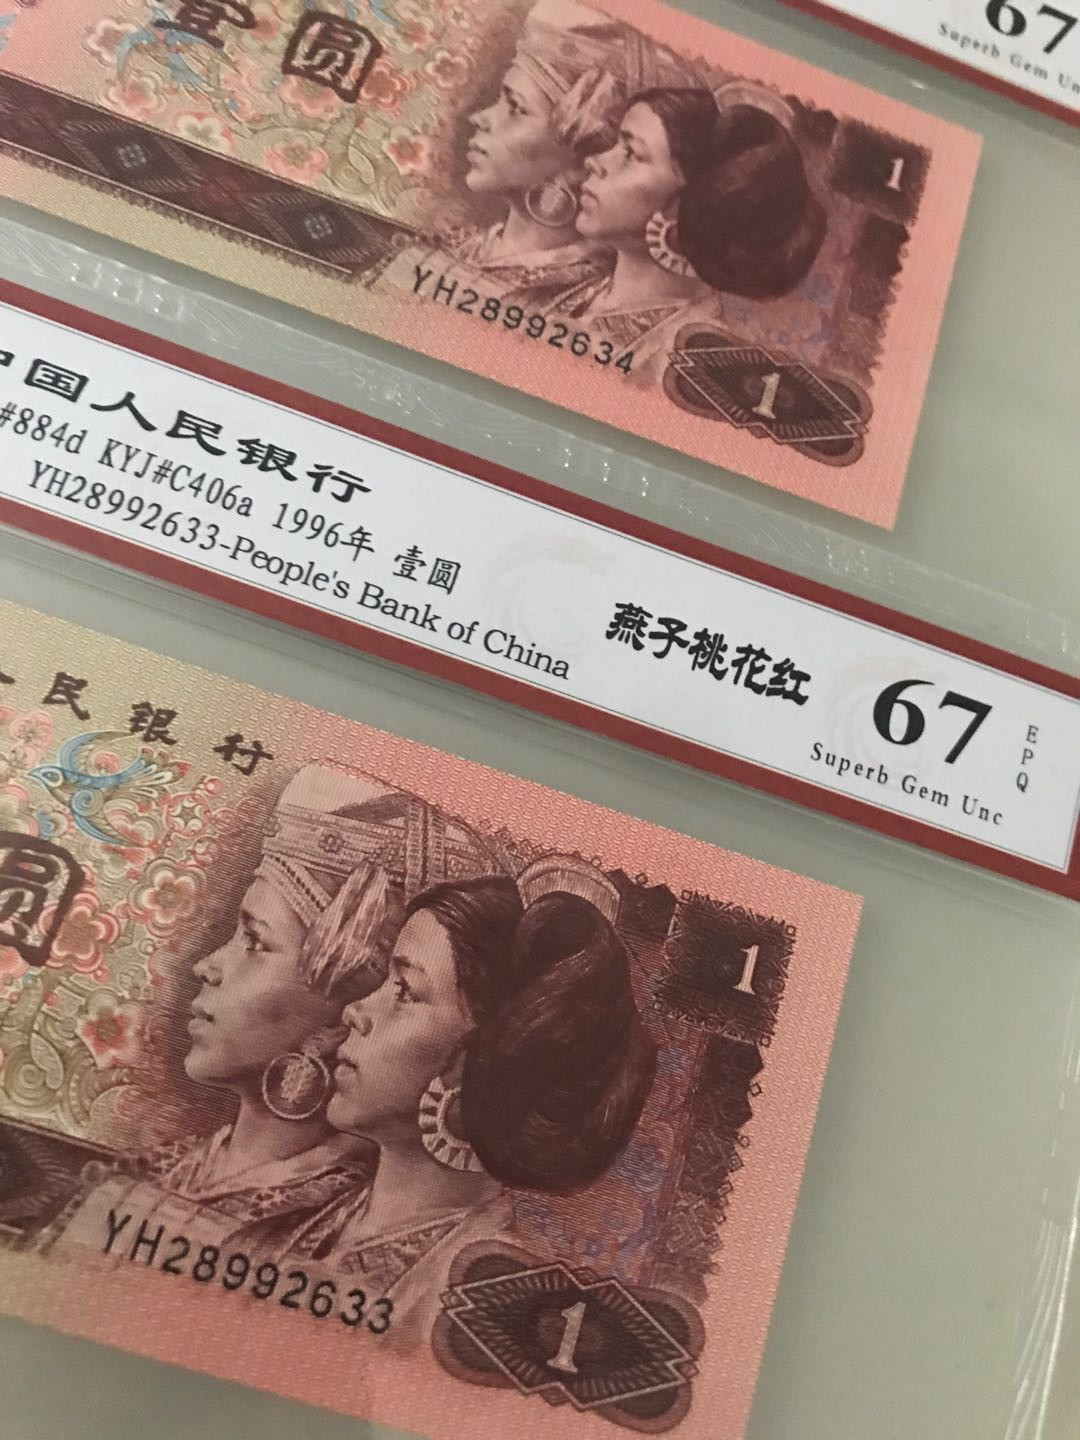 67
Superb Gem Un
壹圆
1
YH28992634
1
中国人民银行
#884d KYJ#C406a 1996年 壹圆
YH28992633-People's Bank of China
燕子桃花红
67
EPQ
Superb Gem Unc
民银行
圆
1
YH28992633
1